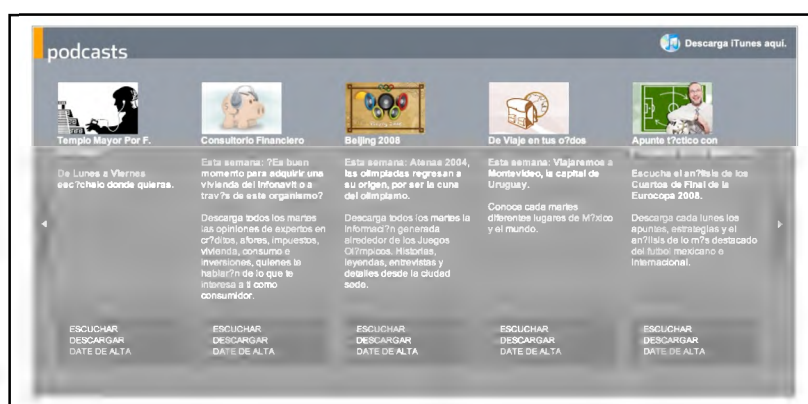 podcasts
Descarga iTunes aquí.
Templo Mayor Por F.
De Lunes a Viernes
esc?chalo donde quieras.
ESCUCHAR
DESCARGAR
DATE DE ALTA
Consultorio Financiero
Esta semana: ?Es buen
momento para adquirir una
vivienda del Infonavit o a
trav?s de este organismo?
Descarga todos los martes
las opiniones de expertos en
cr?ditos, afores, impuestos,
vivienda, consumo e
inversiones, quienes te
hablar?n de lo que te
interesa a ti como
consumidor.
ESCUCHAR
DESCARGAR
DATE DE ALTA
Beijing 2008
Esta semana: Atenas 2004,
las olimpiadas regresan a
su origen, por ser la cuna
del olimpismo.
Descarga todos los martes la
informaci?n generada
alrededor de los Juegos
Ol?mpicos. Historias,
leyendas, entrevistas y
detalles desde la ciudad
sede.
ESCUCHAR
DESCARGAR
DATE DE ALTA
De Viaje en tus o?dos
Esta semana: Viajaremos a
Montevideo, la capital de
Uruguay.
Conoce cada martes
diferentes lugares de M?xico
y el mundo.
ESCUCHAR
DESCARGAR
DATE DE ALTA
Apunte t?ctico con
Escucha el an?lisis de los
Cuartos de Final de la
Eurocopa 2008.
Descarga cada lunes los
apuntes, estrategias y el
an?lisis de lo m?s destacado
del futbol mexicano e
internacional.
ESCUCHAR
DESCARGAR
DATE DE ALTA